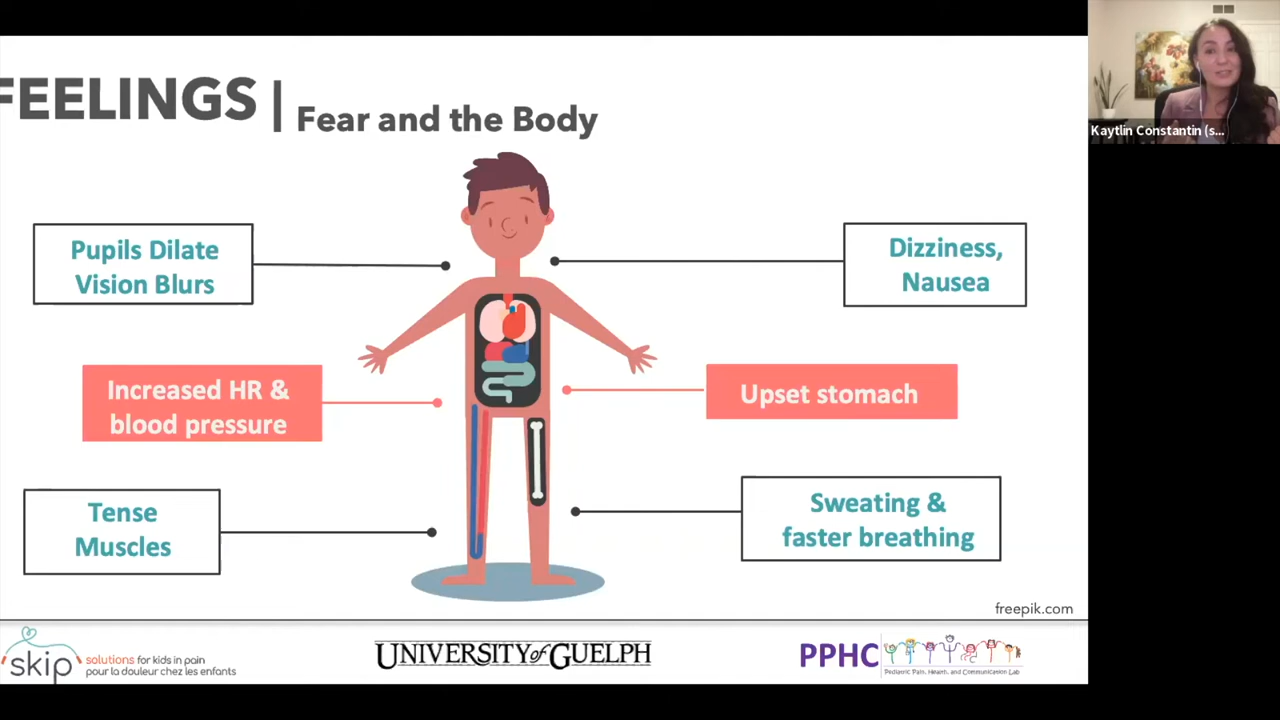 FEELINGS | Fear and the Body
Kaytlin Constantin (s...
Pupils Dilate
Vision Blurs
Dizziness,
Nausea
Increased HR &
blood pressure
Upset stomach
Tense
Muscles
Sweating &
faster breathing
freepik.com
skip
solutions for kids in pain
pour la douleur chez les enfants
UNIVERSITY of GUELPH
PPHC
Pediatric Pain, Health, and Communication Lab